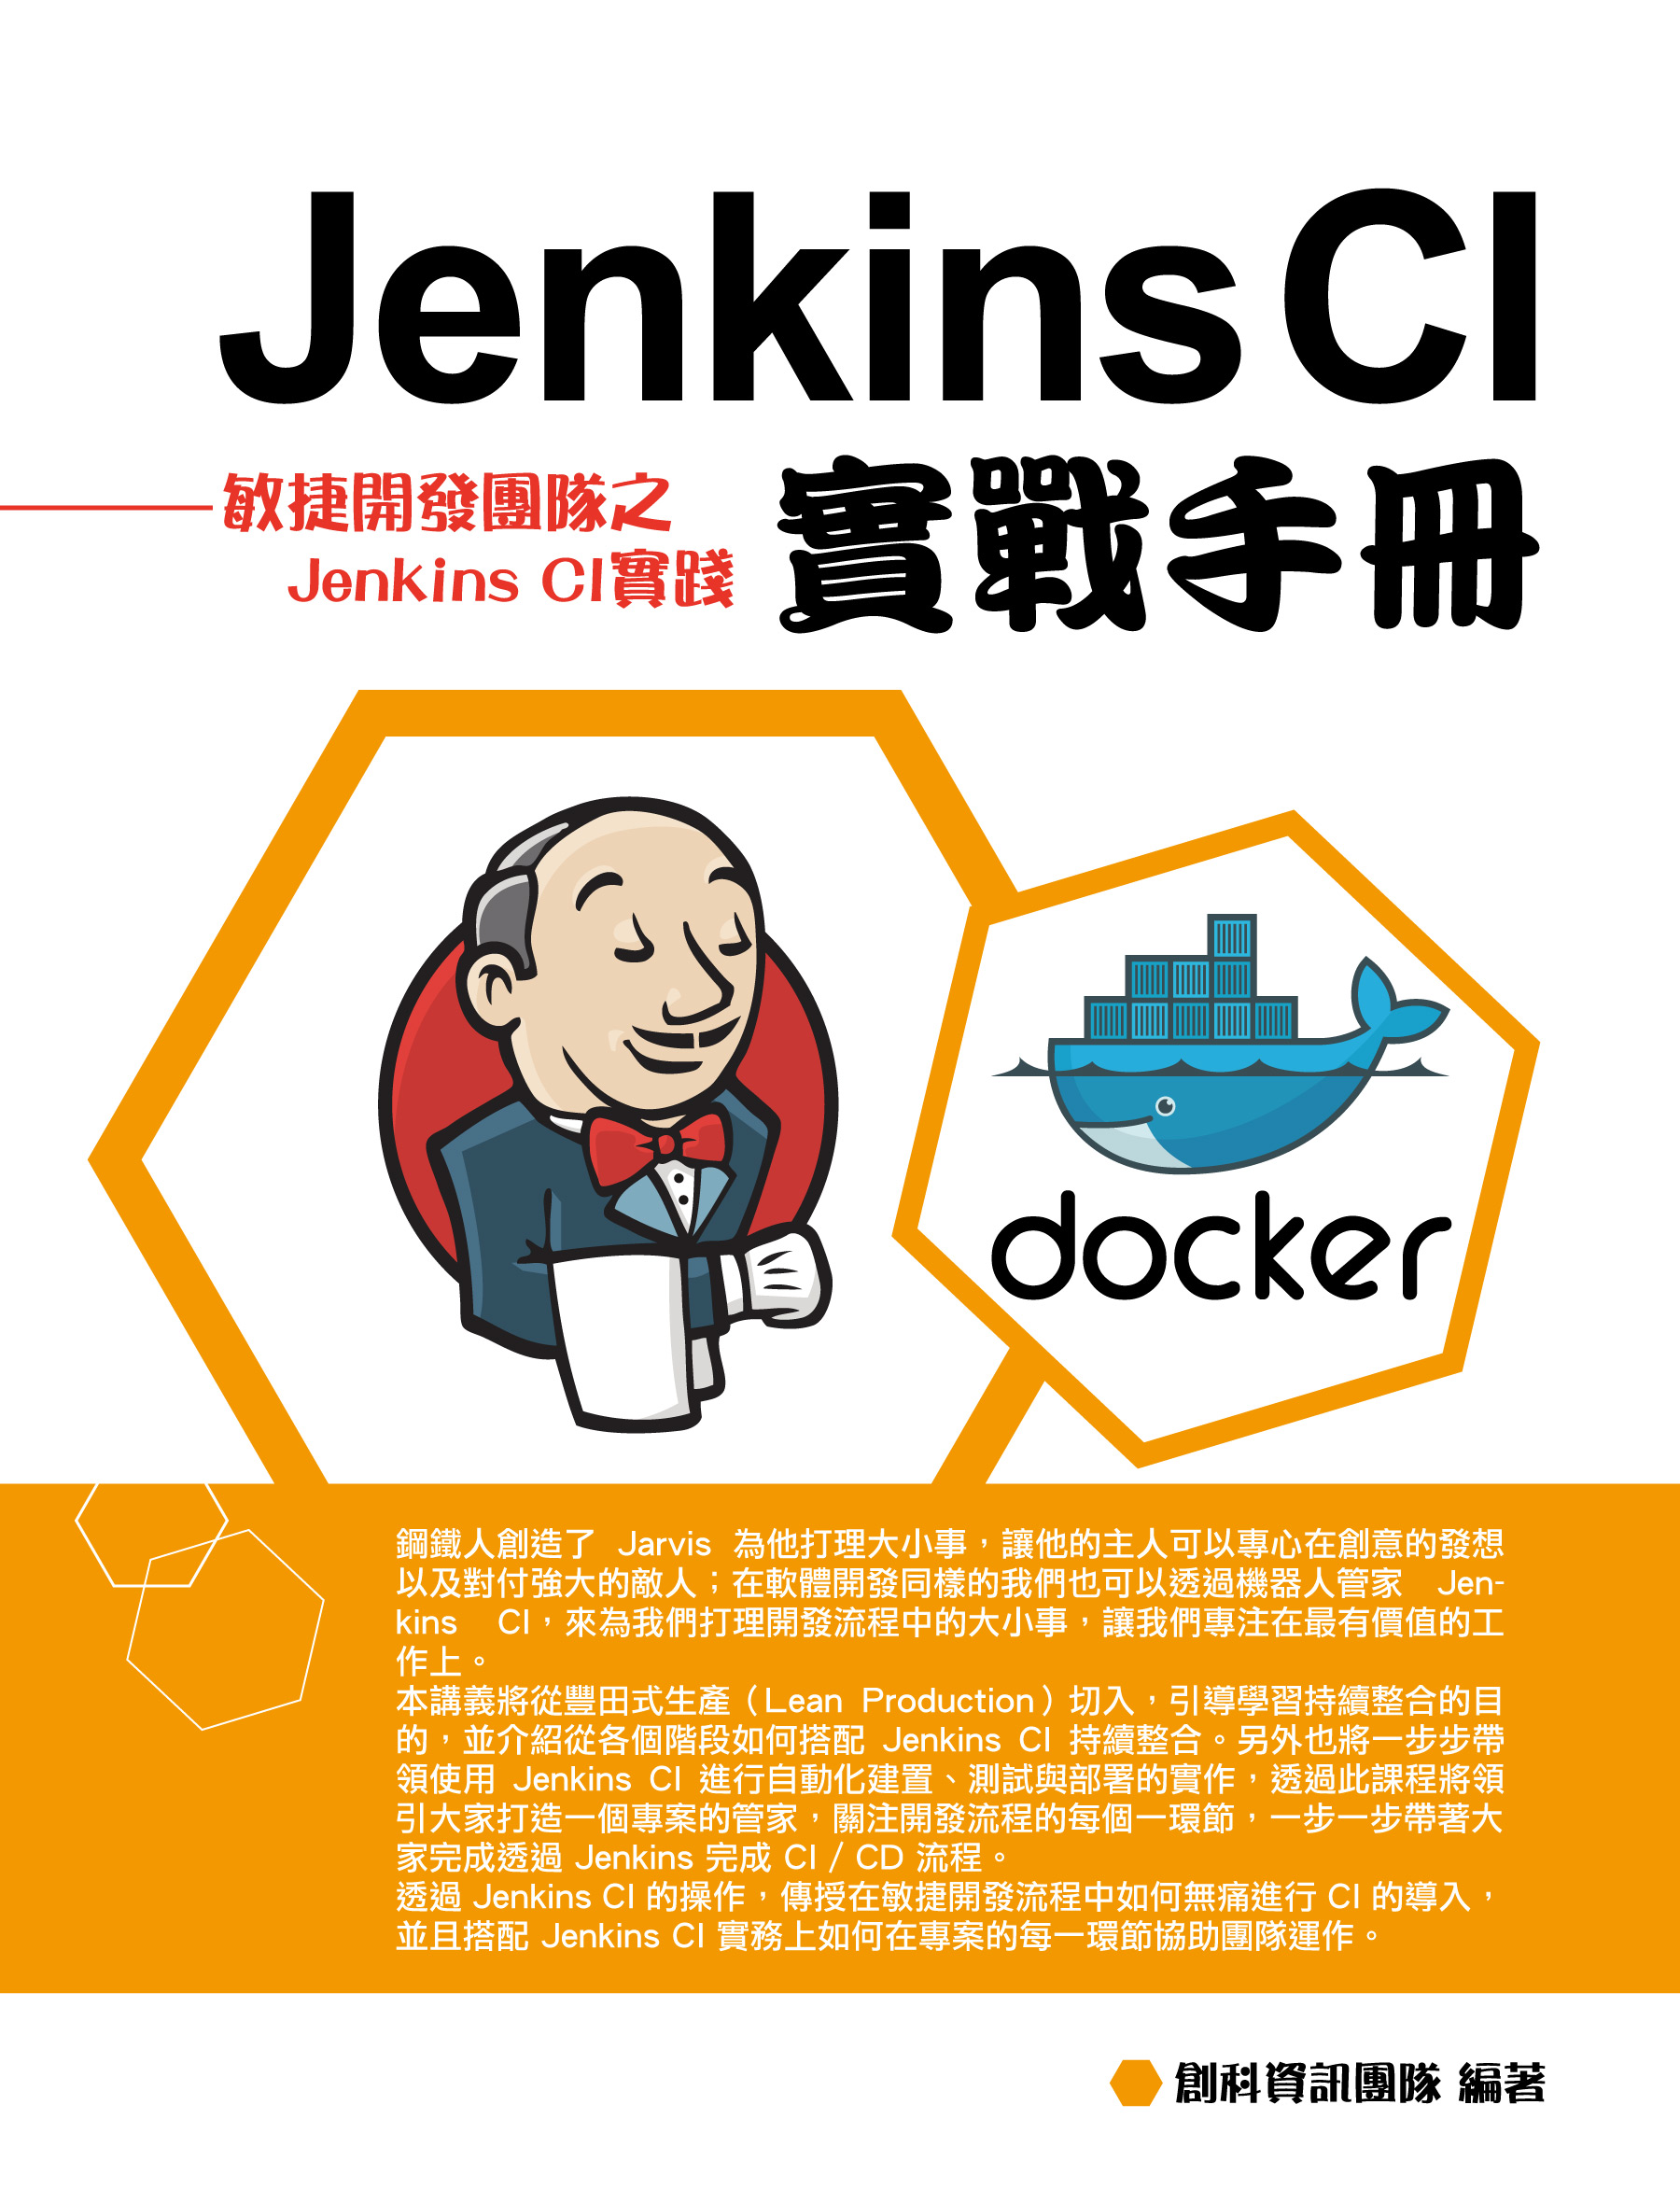 Jenkins CI
實戰手冊
敏捷開發團隊之
Jenkins CI實踐
docker
鋼鐵人創造了 Jarvis 為他打理大小事，讓他的主人可以專心在創意的發想
以及對付強大的敵人；在軟體開發同樣的我們也可以透過機器人管家 Jen-
kins CI，來為我們打理開發流程中的大小事，讓我們專注在最有價值的工
作上。
本講義將從豐田式生產（Lean Production）切入，引導學習持續整合的目
的，並介紹從各個階段如何搭配 Jenkins CI 持續整合。另外也將一步步帶
領使用 Jenkins CI 進行自動化建置、測試與部署的實作，透過此課程將領
引大家打造一個專案的管家，關注開發流程的每個一環節，一步一步帶著大
家完成透過 Jenkins 完成 CI / CD 流程。
透過 Jenkins CI 的操作，傳授在敏捷開發流程中如何無痛進行 CI 的導入，
並且搭配 Jenkins CI 實務上如何在專案的每一環節協助團隊運作。
創科資訊團隊 編著